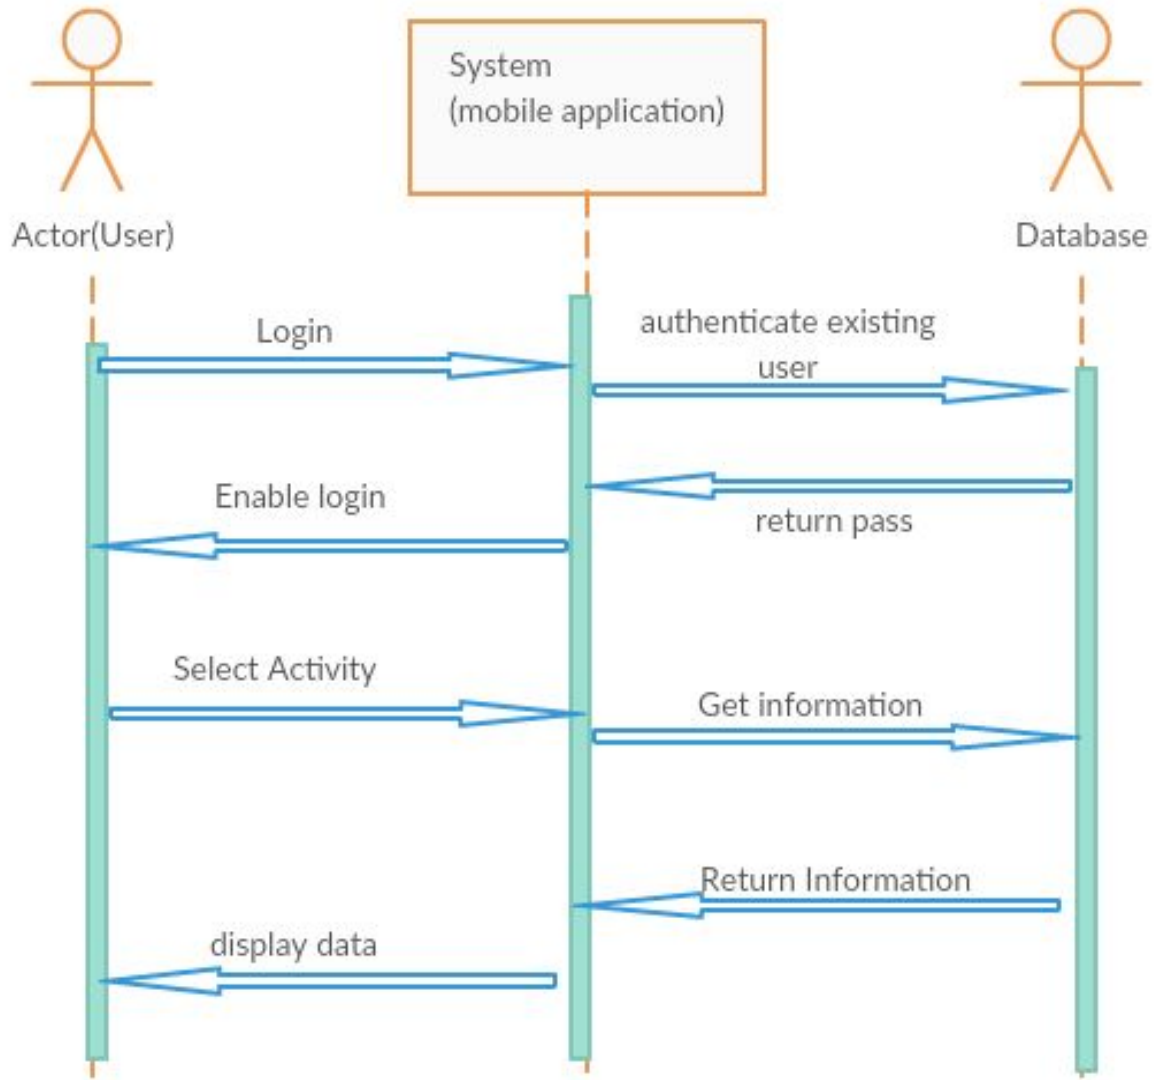 System
(mobile application)
Actor(User)
Database
Login
authenticate existing
user
Enable login
return pass
Select Activity
Get information
Return Information
display data